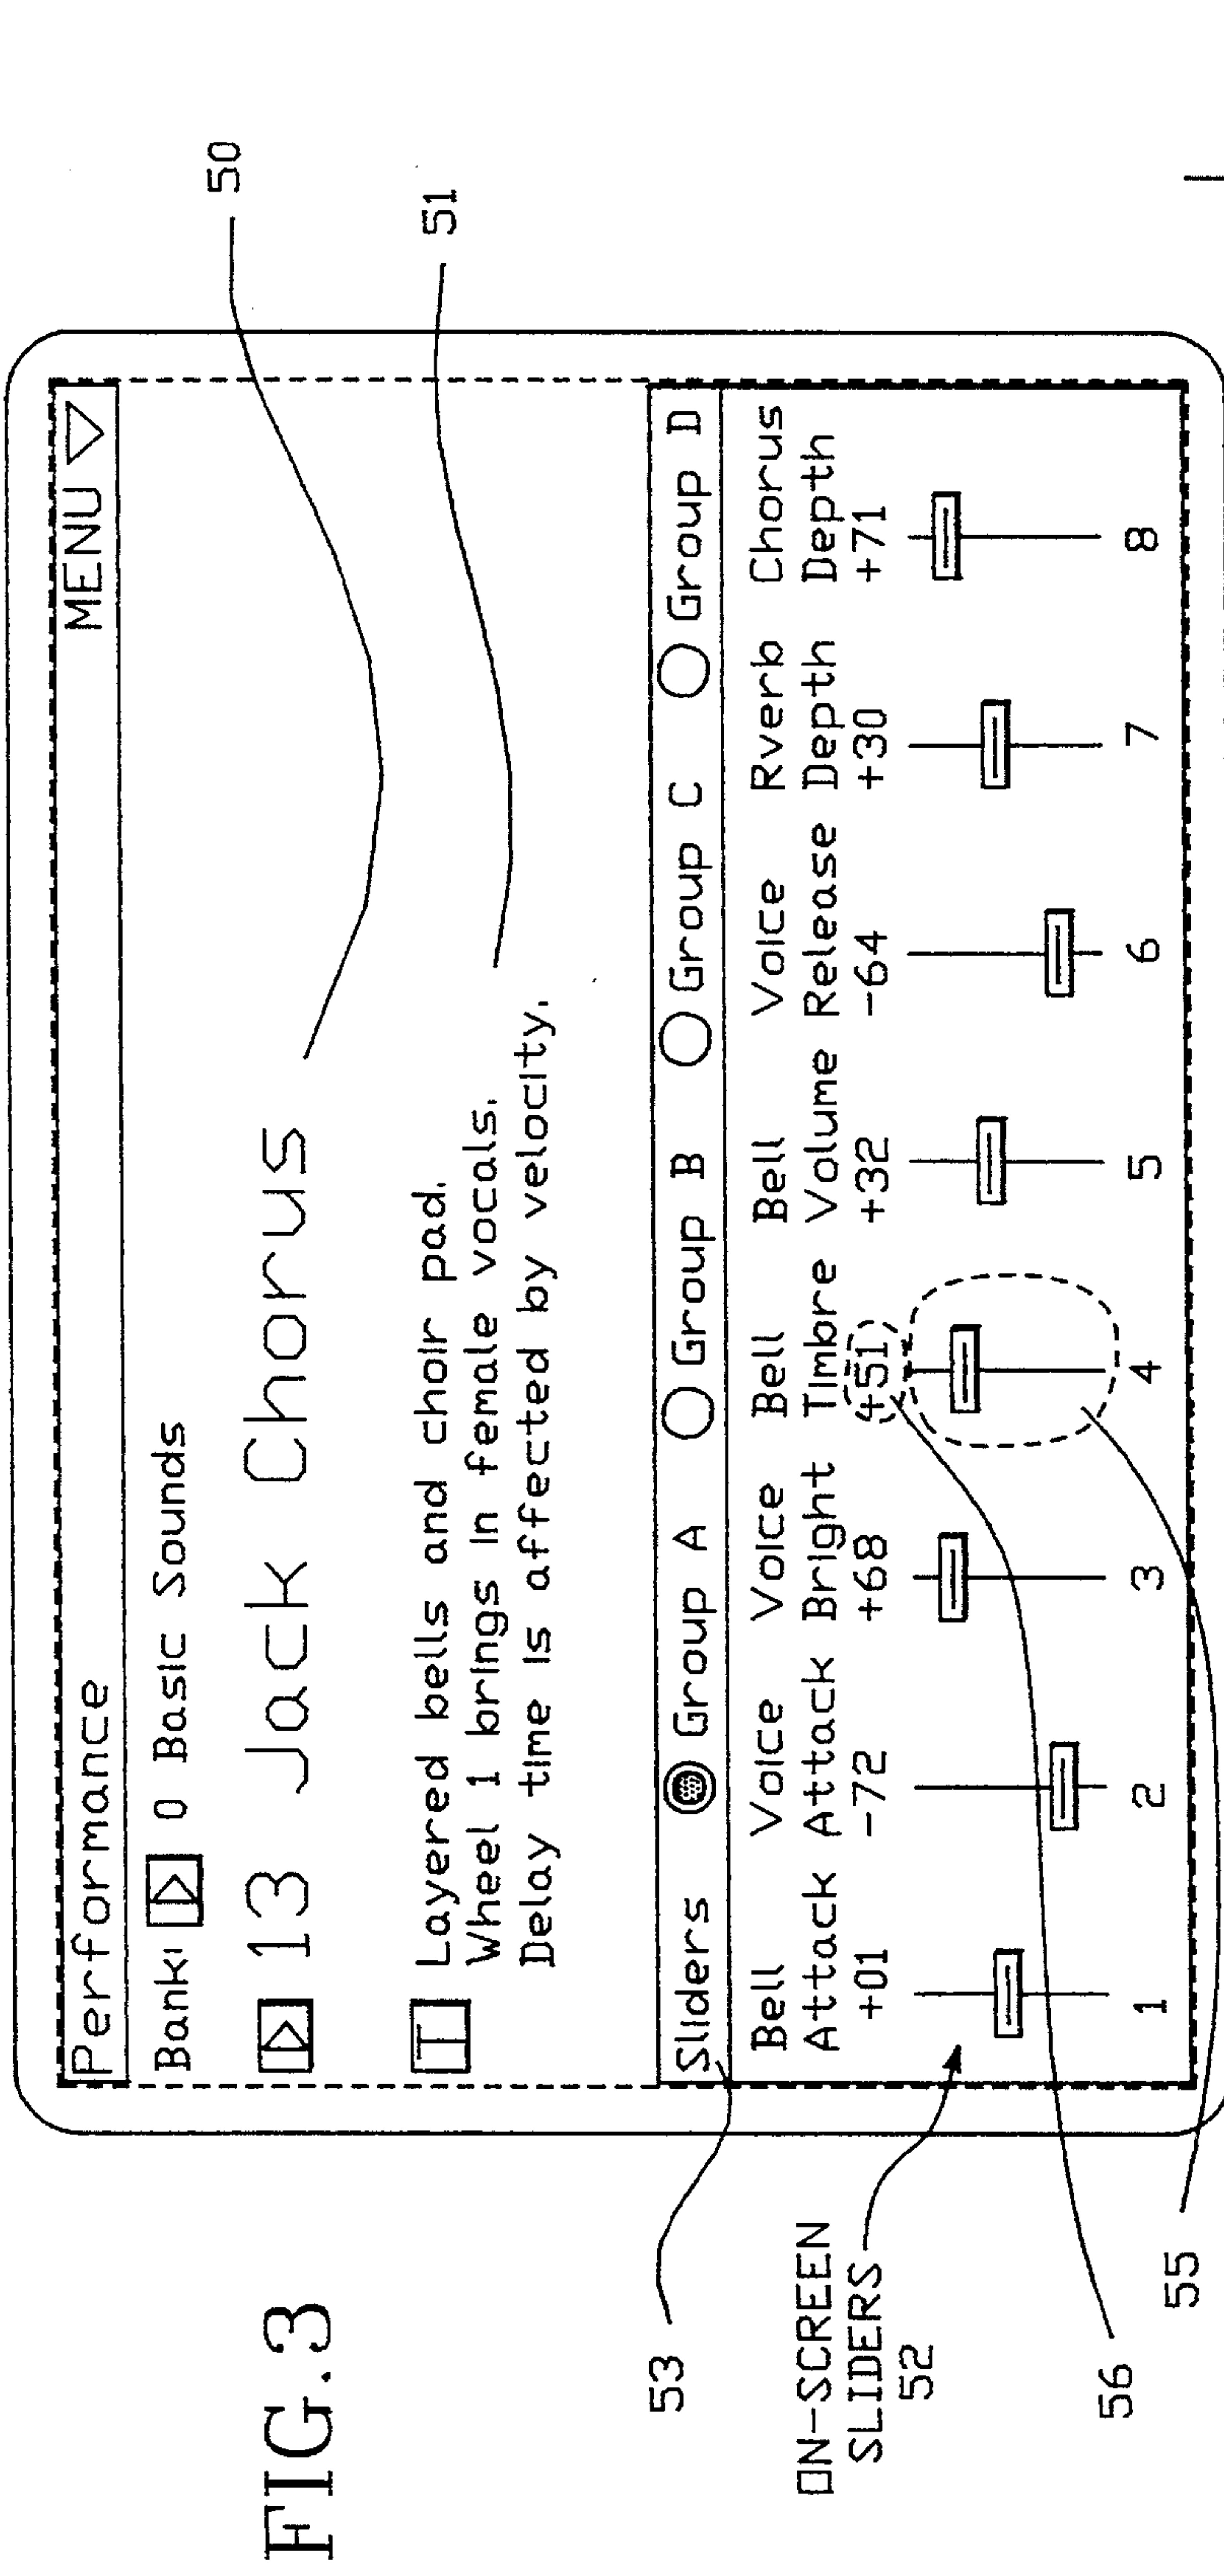 FIG.3
50
51
Performance MENU
Bank: 0 Basic Sounds
13 Jack Chorus
Layered bells and choir pad.
Wheel 1 brings in female vocals.
Delay time is affected by velocity.
53
Sliders Group A Group B Group C Group D
Bell Voice Voice Bell Bell Voice Rverb Chorus
Attack Attack Bright Timbre Volume Release Depth Depth
+01 -72 +68 +51 +32 -64 +30 +71
ON-SCREEN
SLIDERS
52
1 2 3 4 5 6 7 8
56
55